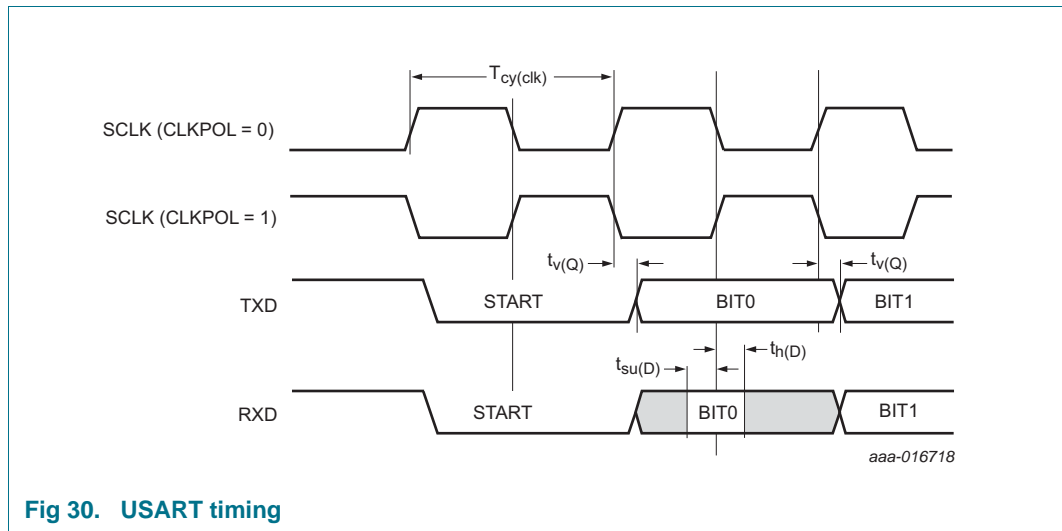 Tcy(clk)
SCLK (CLKPOL = 0)
SCLK (CLKPOL = 1)
tv(Q)
tv(Q)
TXD
START
BIT0
BIT1
th(D)
tsu(D)
RXD
START
BIT0
BIT1
aaa-016718
Fig 30. USART timing